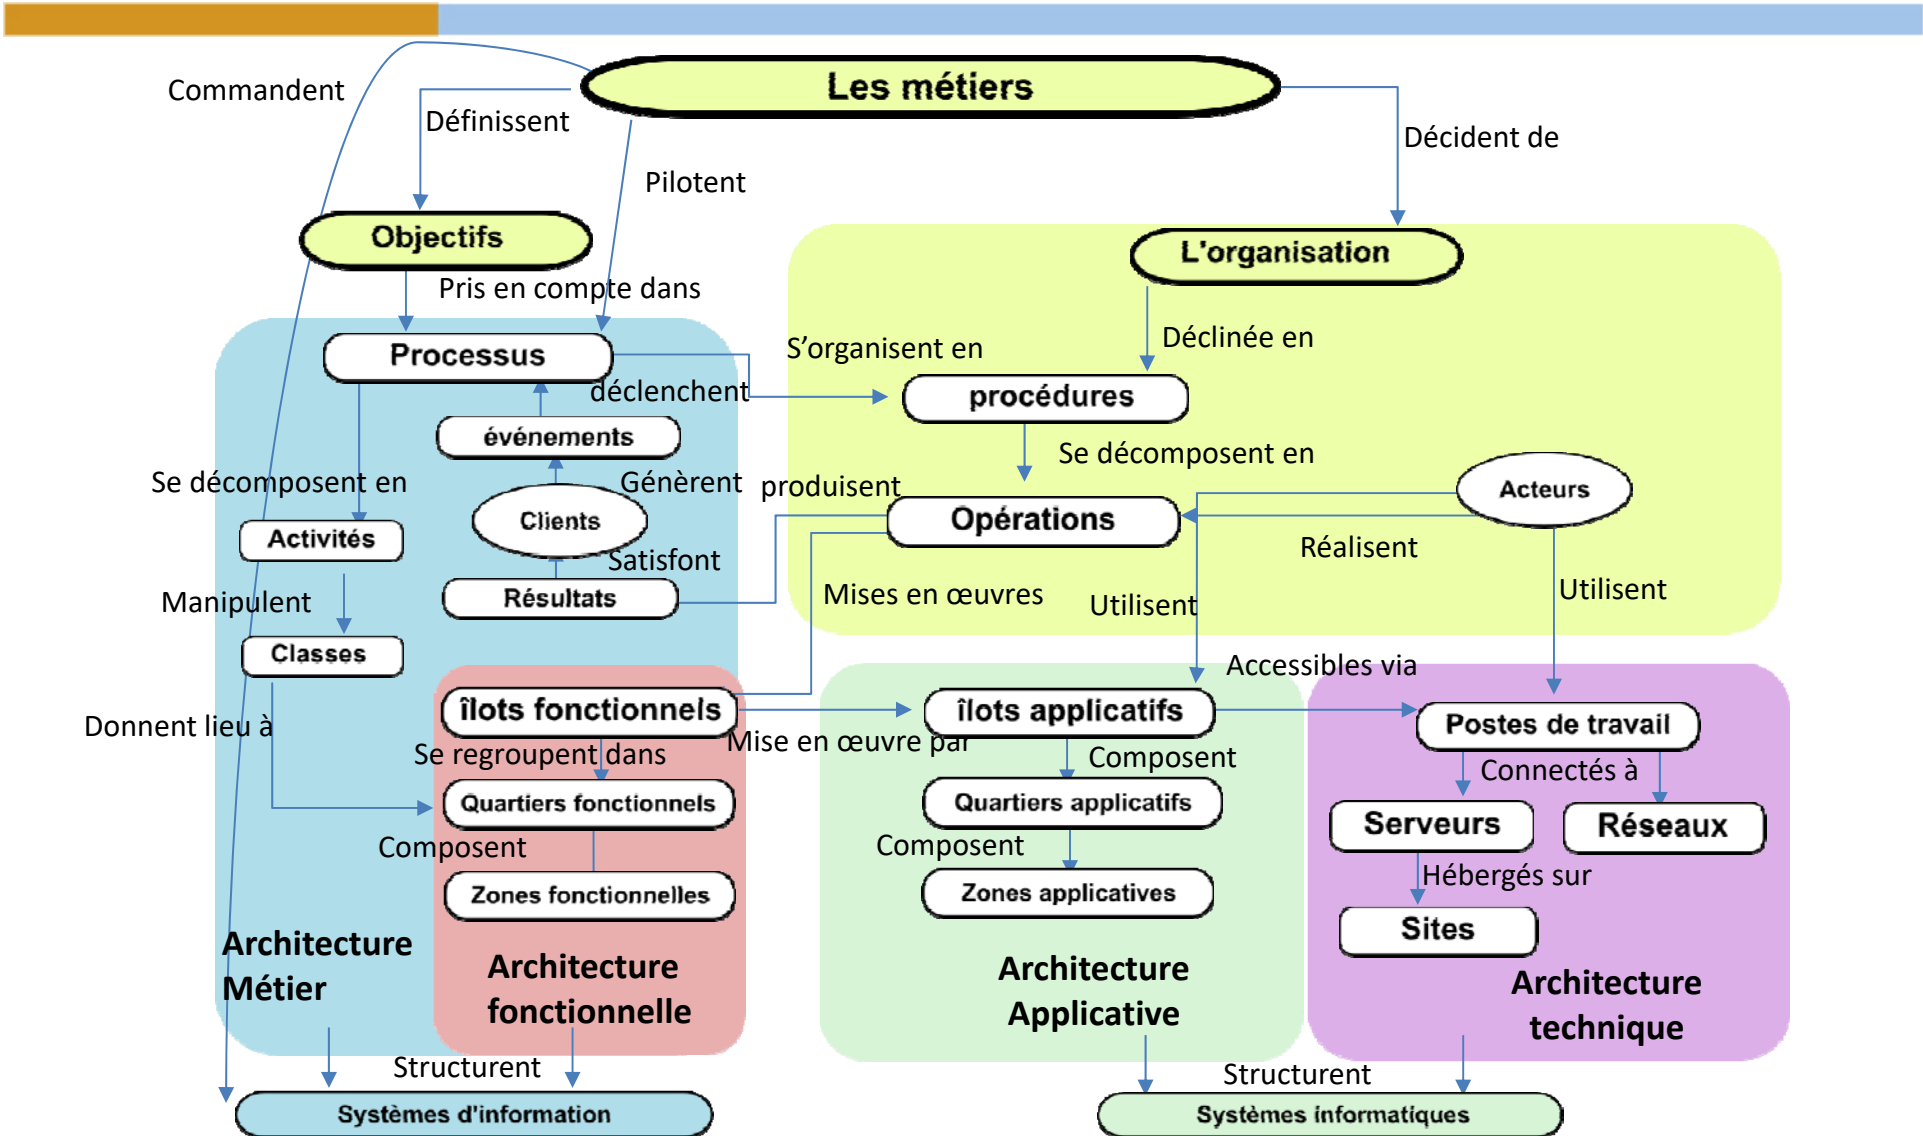 Les métiers
Commandent
Définissent
Décident de
Pilotent
Objectifs
L'organisation
Pris en compte dans
Processus
S'organisent en
Déclinée en
déclenchent
procédures
événements
Se décomposent en
Se décomposent en
Génèrent
produisent
Acteurs
Clients
Opérations
Activités
Satisfont
Réalisent
Manipulent
Résultats
Mises en œuvres
Utilisent
Utilisent
Classes
Accessibles via
îlots fonctionnels
îlots applicatifs
Postes de travail
Donnent lieu à
Se regroupent dans
Mise en œuvre par
Composent
Connectés à
Quartiers fonctionnels
Quartiers applicatifs
Serveurs
Réseaux
Composent
Composent
Hébergés sur
Zones fonctionnelles
Zones applicatives
Sites
Architecture
Métier
Architecture
fonctionnelle
Architecture
Applicative
Architecture
technique
Structurent
Structurent
Systèmes d'information
Systèmes informatiques